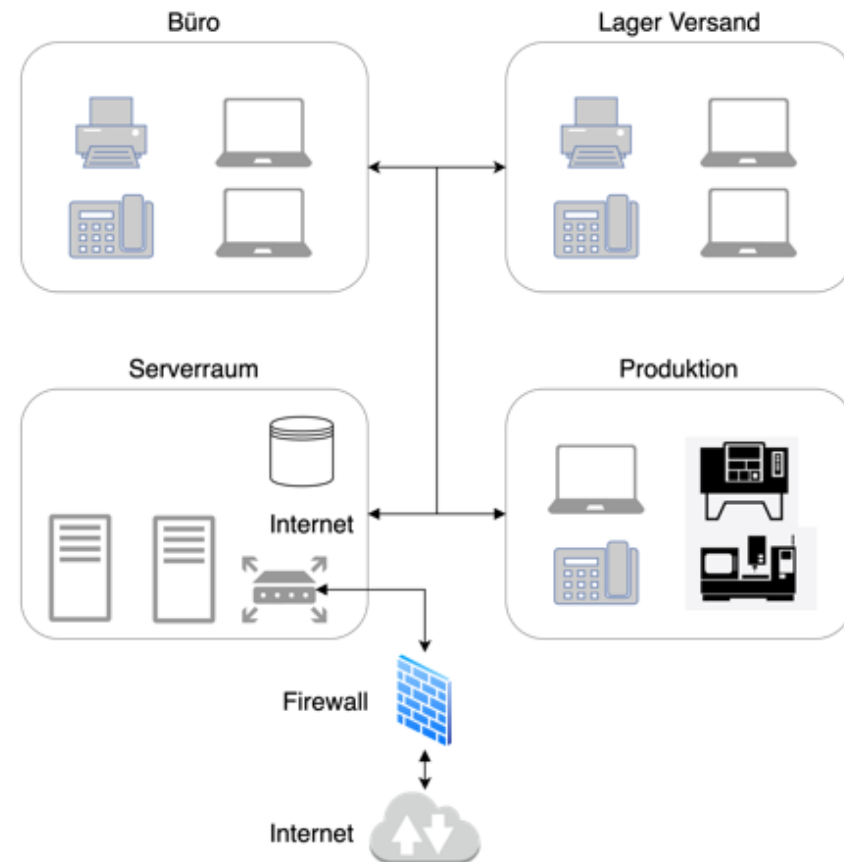 Büro
Lager Versand
Serverraum
Produktion
Internet
Firewall
Internet